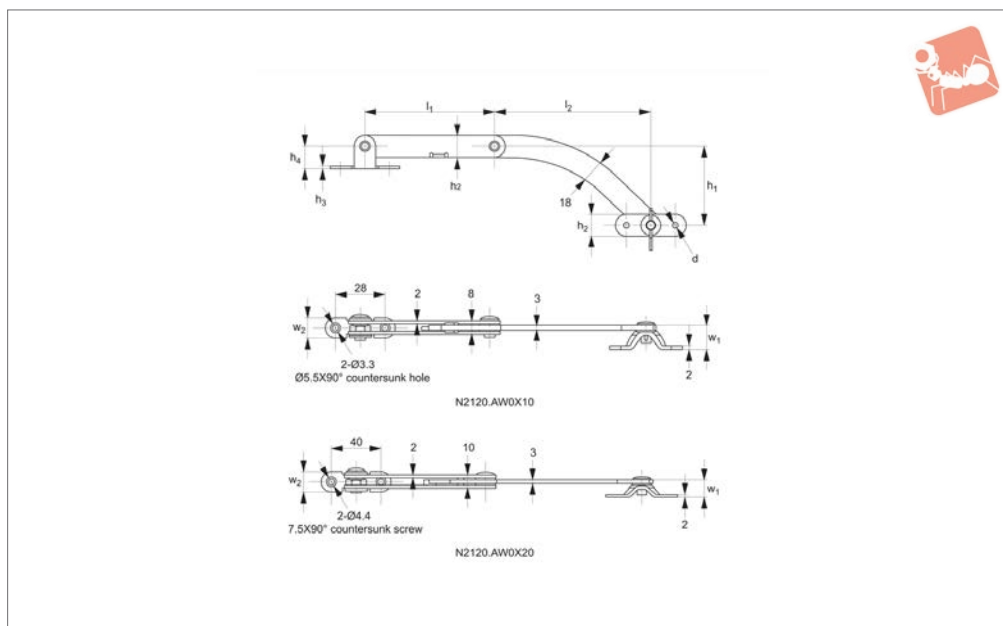 l₁ l₂
h₄
h₃
h₂
18
h₁
h₂
d
28 2 8 3
w₂
w₁
2
2-Ø3.3
Ø5.5X90° countersunk hole
N2120.AW0X10
40 2 10 3
w₂
w₁
2
2-Ø4.4
7.5X90° countersunk screw
N2120.AW0X20